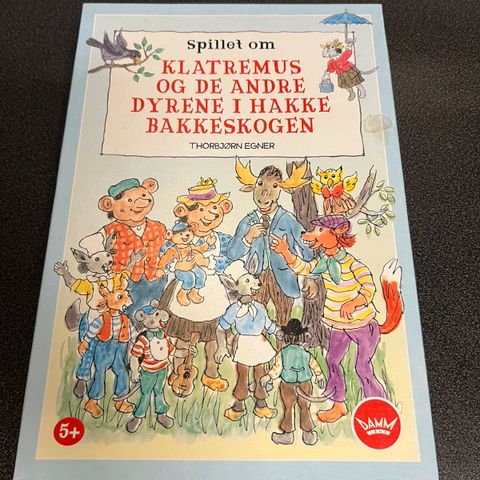 Spillet om
KLATREMUS
OG DE ANDRE
DYRENE I HAKKE
BAKKESKOGEN
THORBJØRN EGNER
5+
DAMM